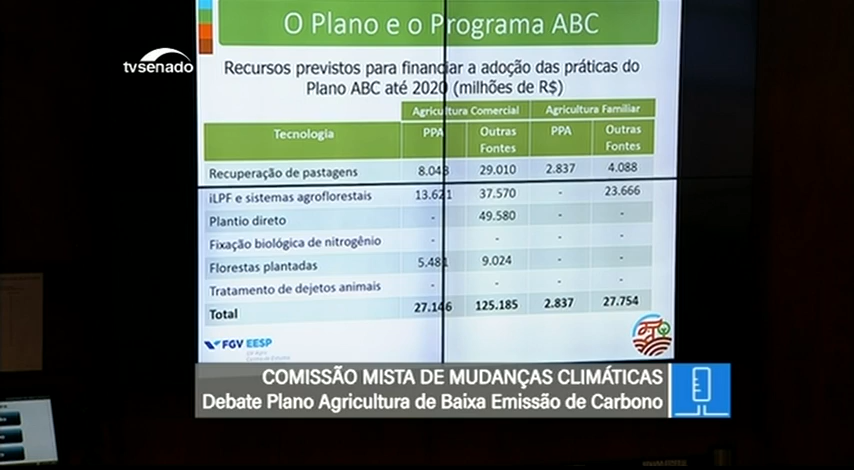 O Plano e o Programa ABC
tvsenado
Recursos previstos para financiar a adoção das práticas do
Plano ABC até 2020 (milhões de R$)
Agricultura Comercial Agricultura Familiar
Tecnologia PPA Outras Fontes PPA Outras Fontes
Recuperação de pastagens 8.043 29.010 2.837 4.088
iLPF e sistemas agroflorestais 13.621 37.570 - 23.666
Plantio direto - 49.580 - -
Fixação biológica de nitrogênio - - - -
Florestas plantadas 5.481 9.024 - -
Tratamento de dejetos animais - - - -
Total 27.146 125.185 2.837 27.754
FGV EESP
COMISSÃO MISTA DE MUDANÇAS CLIMÁTICAS
Debate Plano Agricultura de Baixa Emissão de Carbono